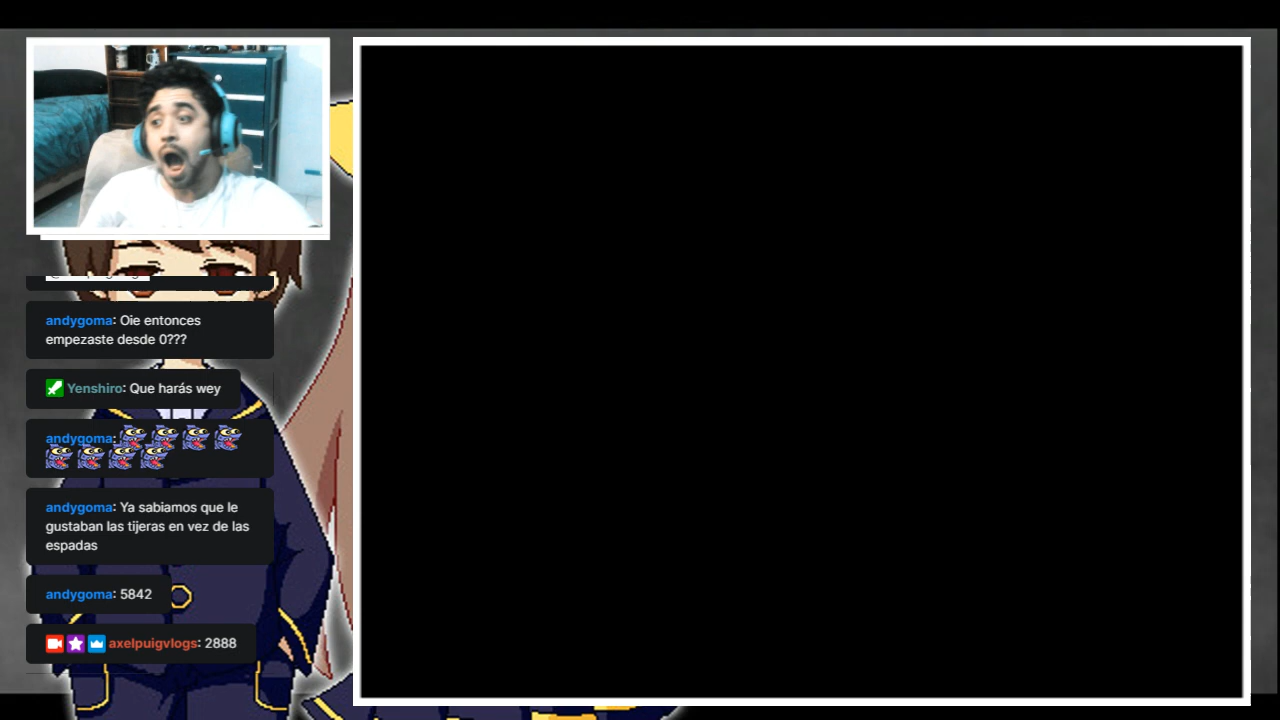 andygoma: Oie entonces
empezaste desde 0???
Yenshiro: Que harás wey
andygoma:
andygoma: Ya sabiamos que le
gustaban las tijeras en vez de las
espadas
andygoma: 5842
axelpuigvlogs: 2888